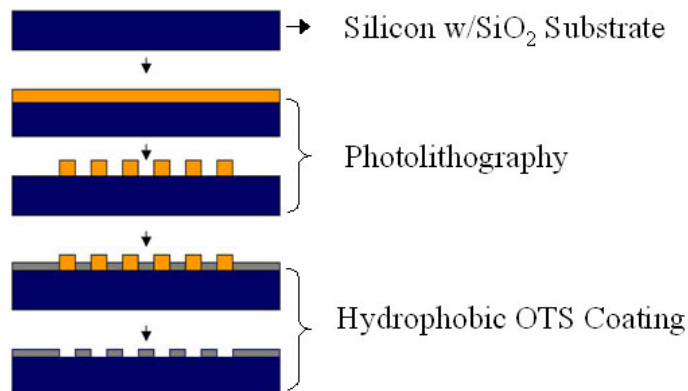 Silicon w/SiO₂ Substrate
Photolithography
Hydrophobic OTS Coating